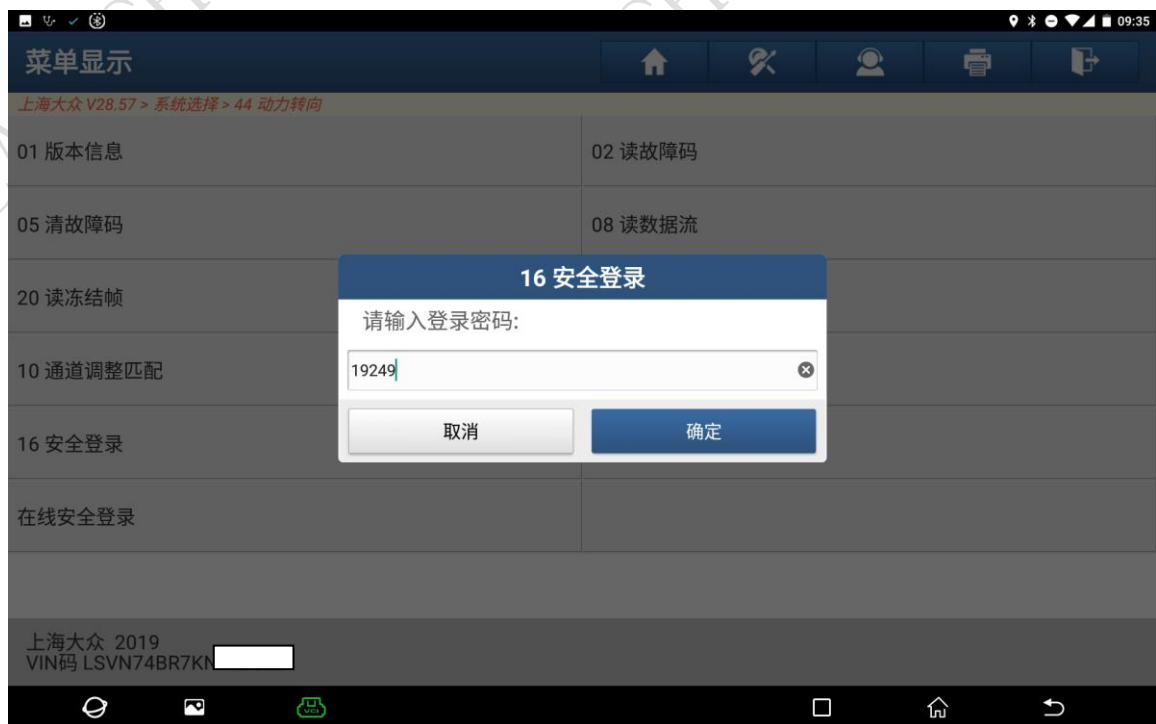 09:35
菜单显示
上海大众 V28.57 > 系统选择 > 44 动力转向
01 版本信息
02 读故障码
05 清故障码
08 读数据流
16 安全登录
20 读冻结帧
请输入登录密码:
10 通道调整匹配
19249
取消
确定
16 安全登录
在线安全登录
上海大众 2019
VIN码 LSVN74BR7KN
VCI